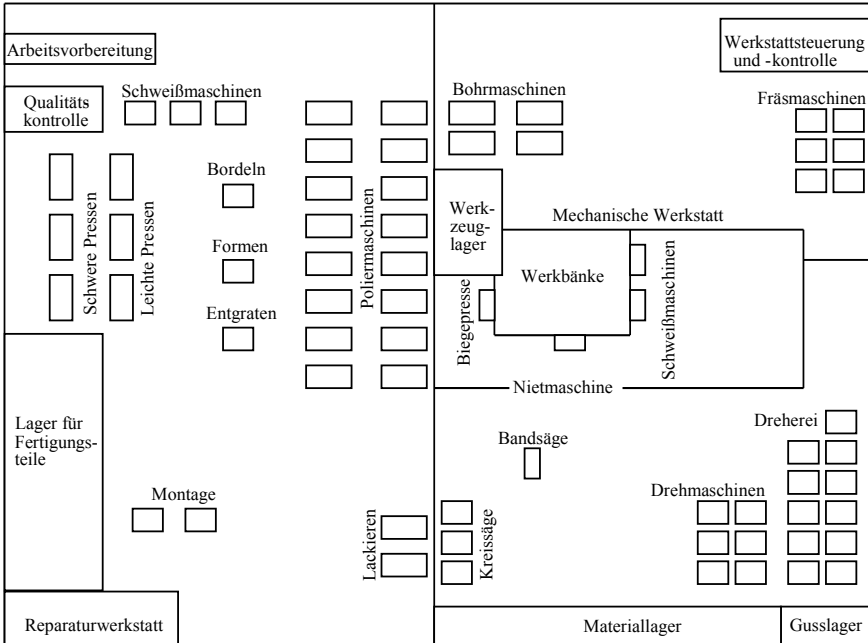 Arbeitsvorbereitung
Werkstattsteuerung
und -kontrolle
Qualitäts
kontrolle
Schweißmaschinen
Bohrmaschinen
Fräsmaschinen
Schwere Pressen
Leichte Pressen
Bordeln
Formen
Entgraten
Poliermaschinen
Werk-
zeug-
lager
Mechanische Werkstatt
Werkbänke
Biegepresse
Schweißmaschinen
Nietmaschine
Lager für
Fertigungs-
teile
Montage
Lackieren
Bandsäge
Kreissäge
Dreherei
Drehmaschinen
Reparaturwerkstatt
Materiallager
Gusslager